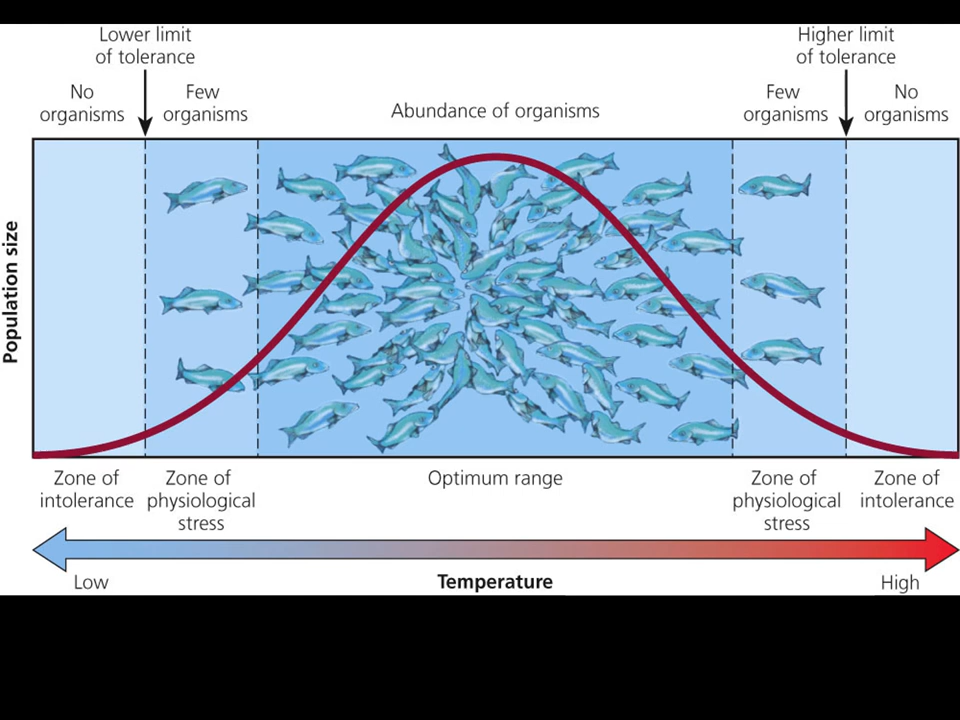 Lower limit
of tolerance
Higher limit
of tolerance
No
organisms
Few
organisms
Abundance of organisms
Few
organisms
No
organisms
Population size
Zone of
intolerance
Zone of
physiological
stress
Optimum range
Zone of
physiological
stress
Zone of
intolerance
Low
Temperature
High